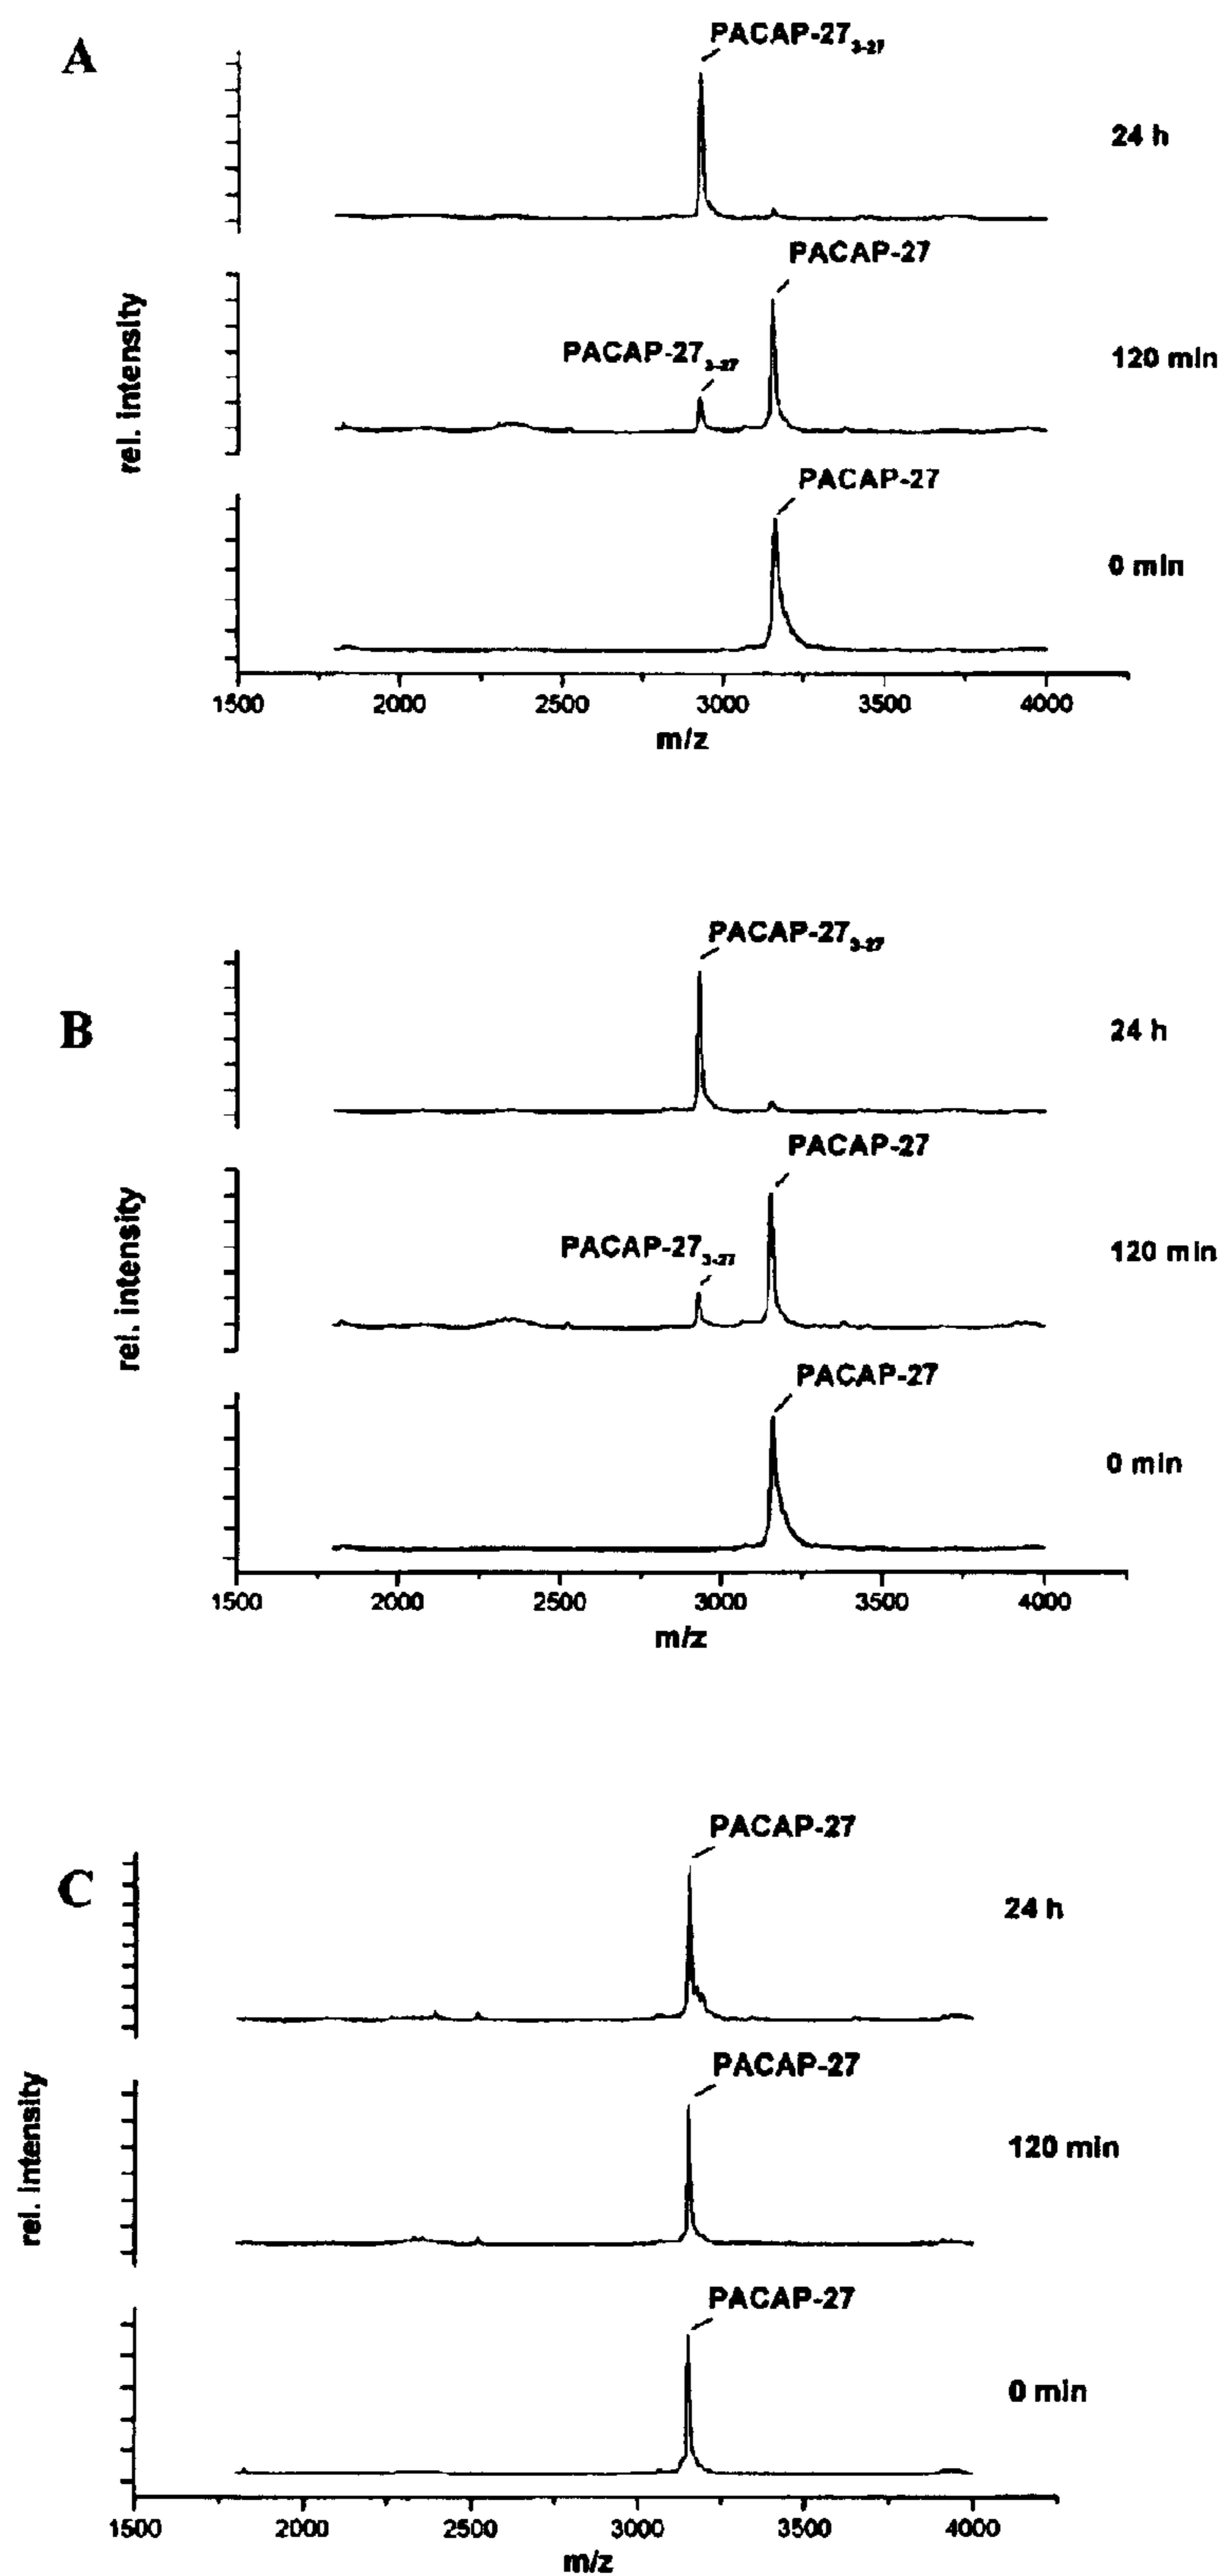 A
PACAP-27₃₋₂₇
24 h
PACAP-27
PACAP-27₃₋₂₇
120 min
rel. intensity
PACAP-27
0 min
1500 2000 2500 3000 3500 4000
m/z
B
PACAP-27₃₋₂₇
24 h
PACAP-27
PACAP-27₃₋₂₇
120 min
rel. intensity
PACAP-27
0 min
1500 2000 2500 3000 3500 4000
m/z
C
PACAP-27
24 h
PACAP-27
120 min
rel. intensity
PACAP-27
0 min
1500 2000 2500 3000 3500 4000
m/z